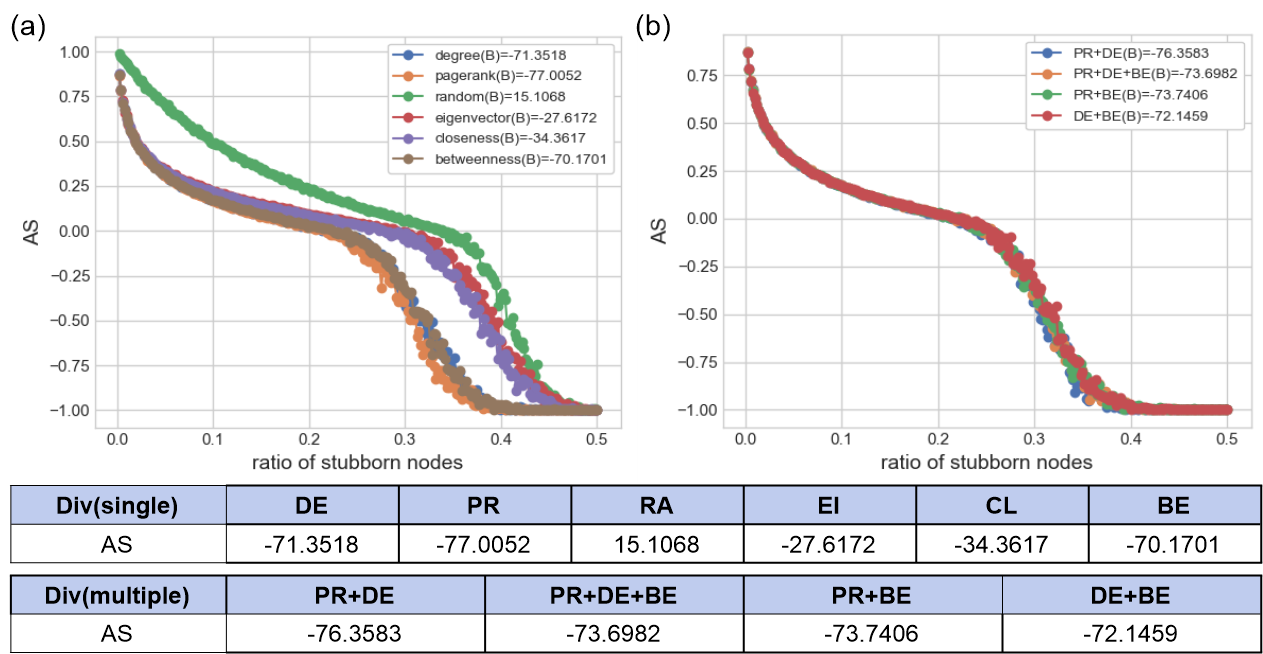 (a)
1.00
0.75
0.50
0.25
0.00
−0.25
−0.50
−0.75
−1.00
AS
degree(B)=-71.3518
pagerank(B)=-77.0052
random(B)=15.1068
eigenvector(B)=-27.6172
closeness(B)=-34.3617
betweenness(B)=-70.1701
0.0 0.1 0.2 0.3 0.4 0.5
ratio of stubborn nodes
(b)
0.75
0.50
0.25
0.00
−0.25
−0.50
−0.75
−1.00
AS
PR+DE(B)=-76.3583
PR+DE+BE(B)=-73.6982
PR+BE(B)=-73.7406
DE+BE(B)=-72.1459
0.0 0.1 0.2 0.3 0.4 0.5
ratio of stubborn nodes
Div(single) DE PR RA EI CL BE
AS -71.3518 -77.0052 15.1068 -27.6172 -34.3617 -70.1701
Div(multiple) PR+DE PR+DE+BE PR+BE DE+BE
AS -76.3583 -73.6982 -73.7406 -72.1459